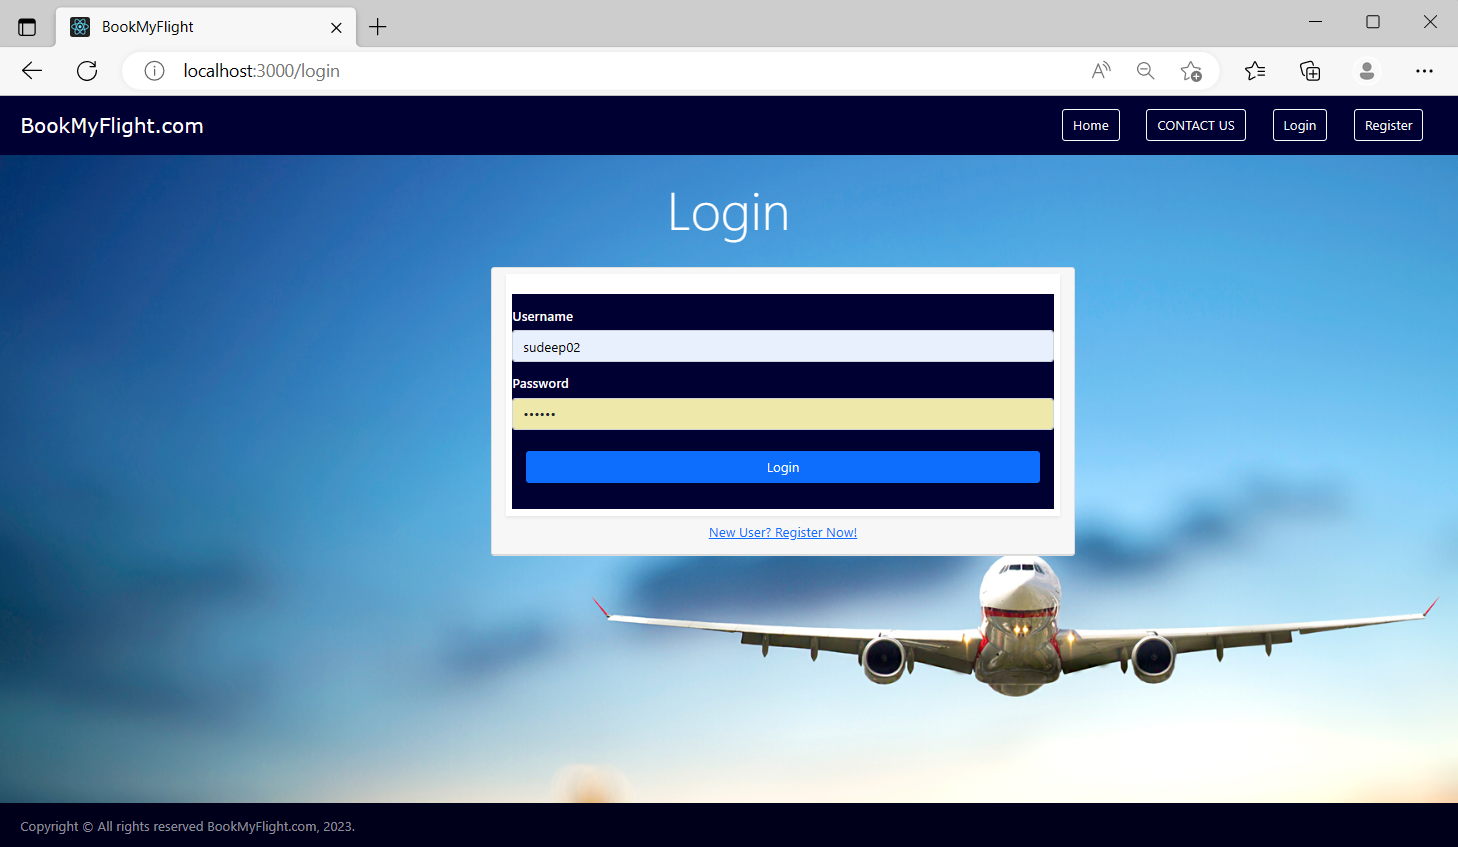 BookMyFlight
localhost:3000/login
BookMyFlight.com
Home
CONTACT US
Login
Register
Login
Username
sudeep02
Password
••••••
Login
New User? Register Now!
Copyright © All rights reserved BookMyFlight.com, 2023.